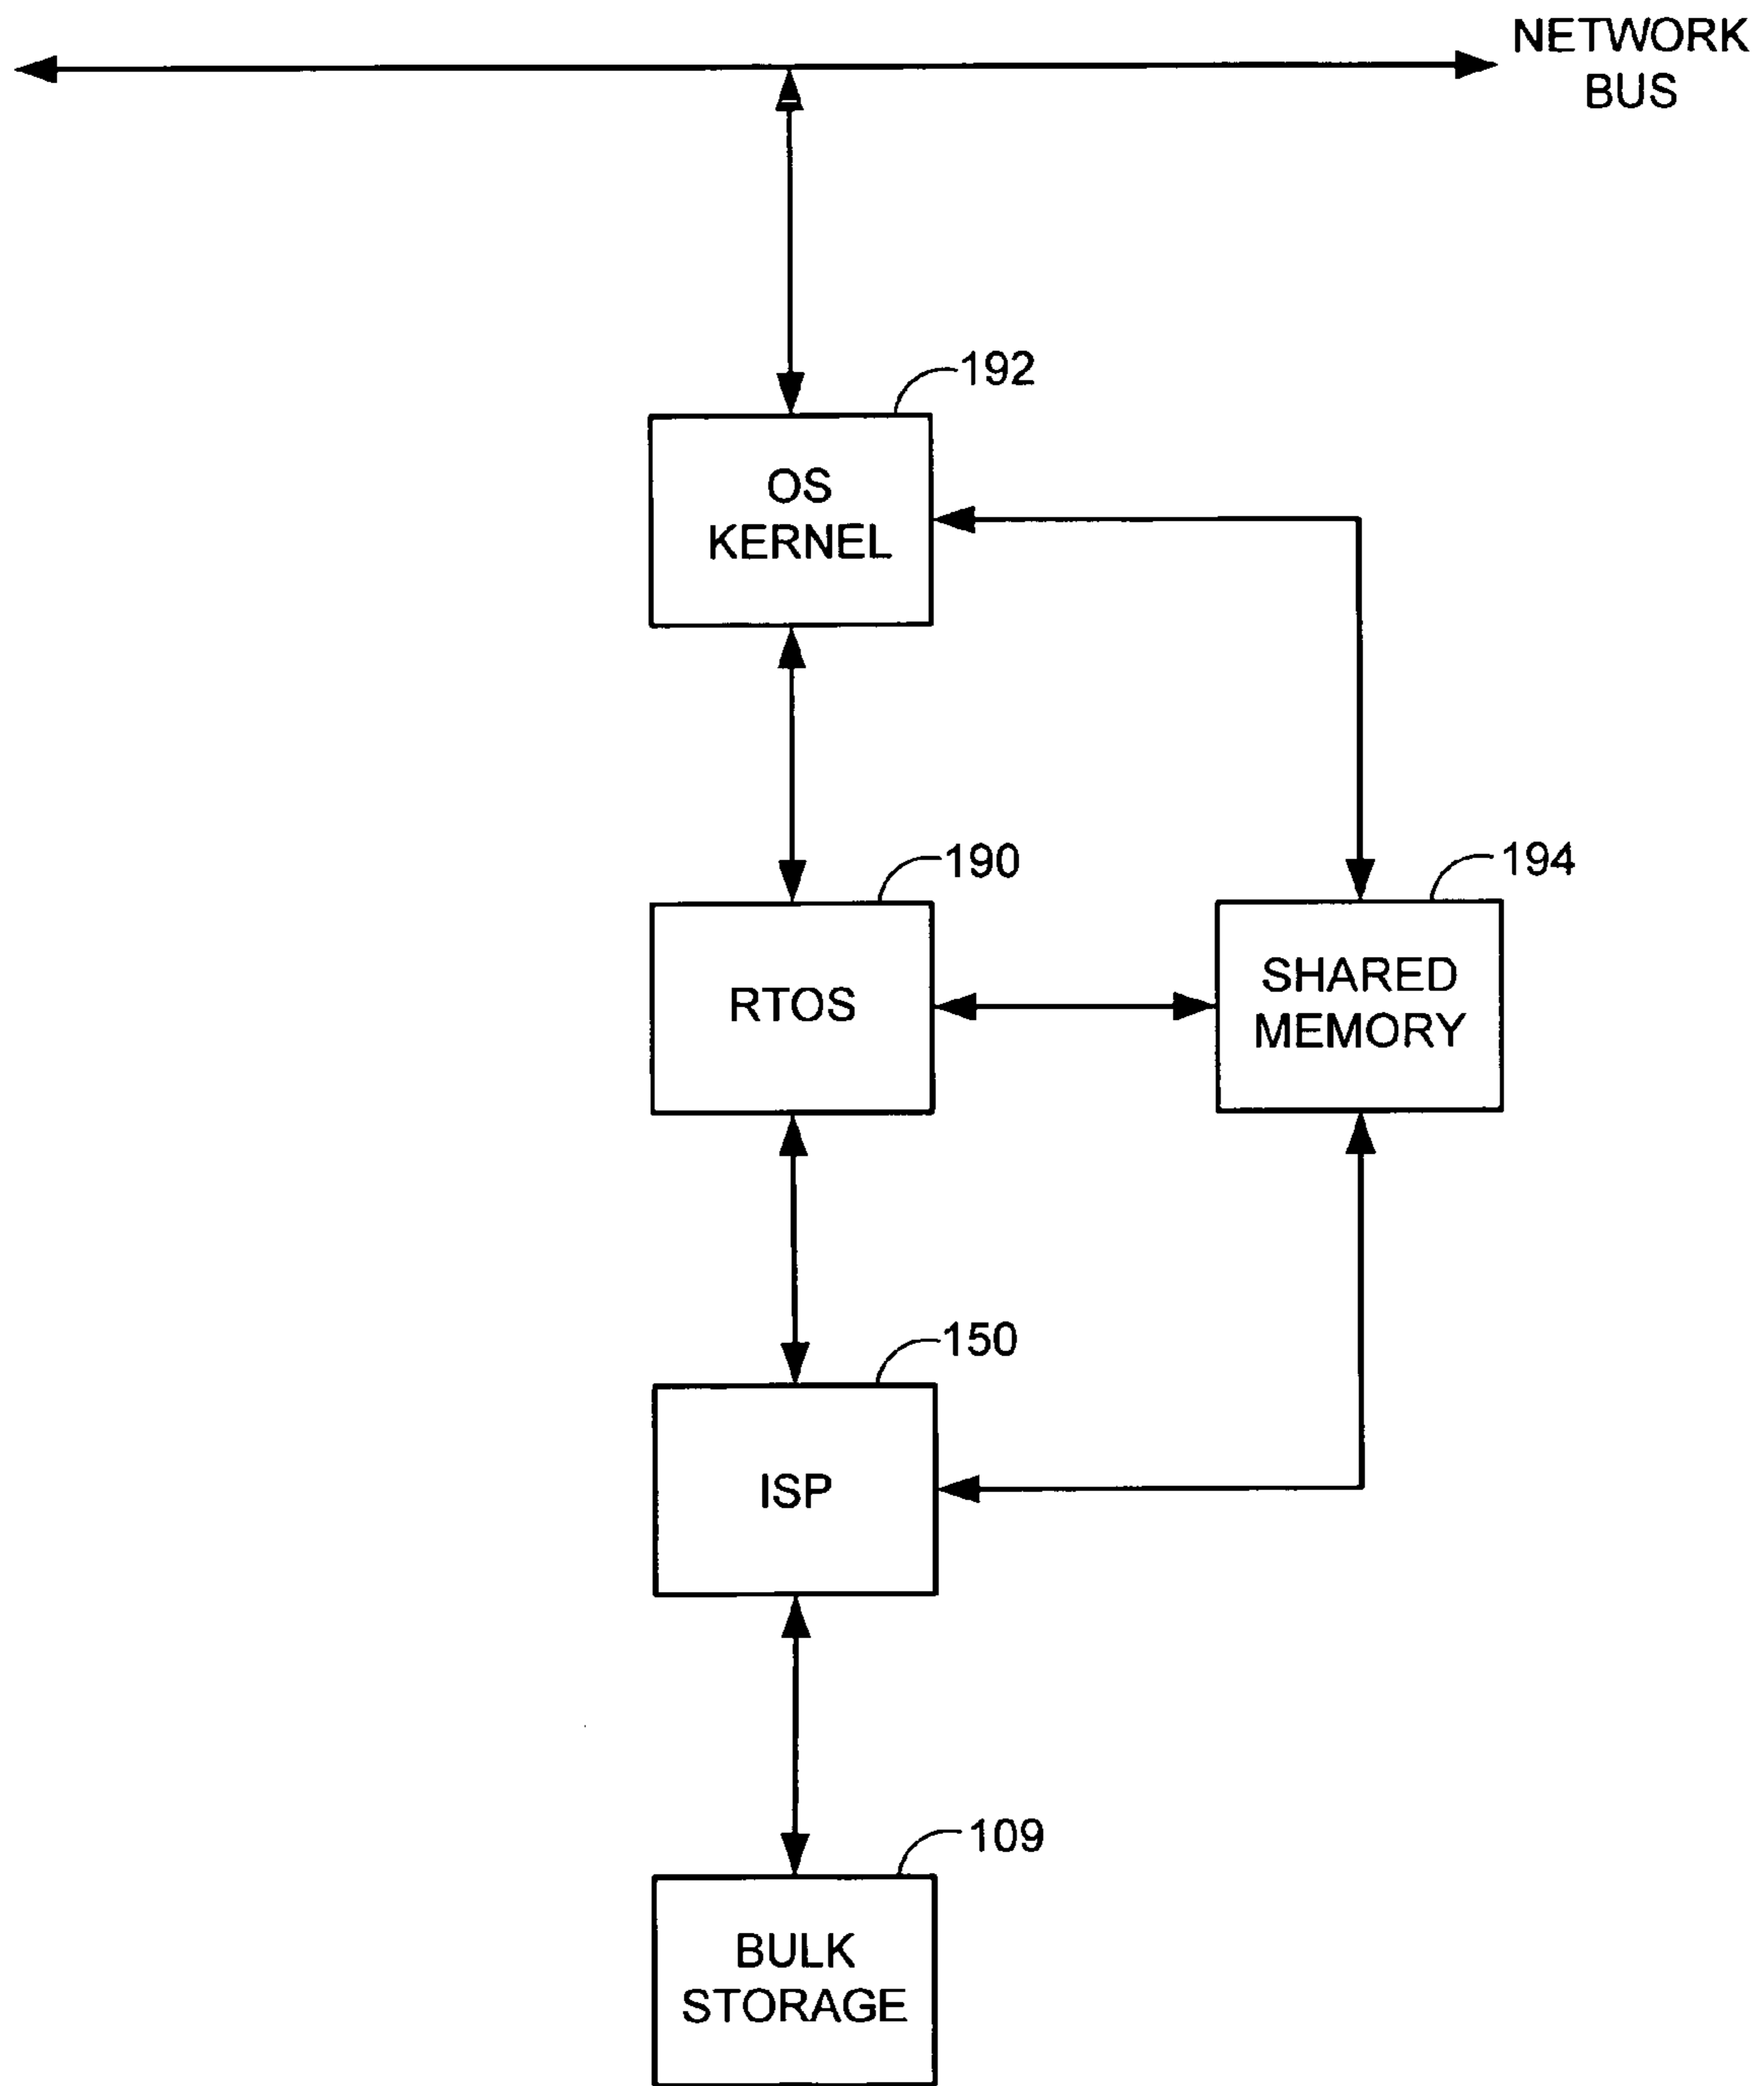 NETWORK
BUS
192
OS
KERNEL
190
194
RTOS
SHARED
MEMORY
150
ISP
109
BULK
STORAGE